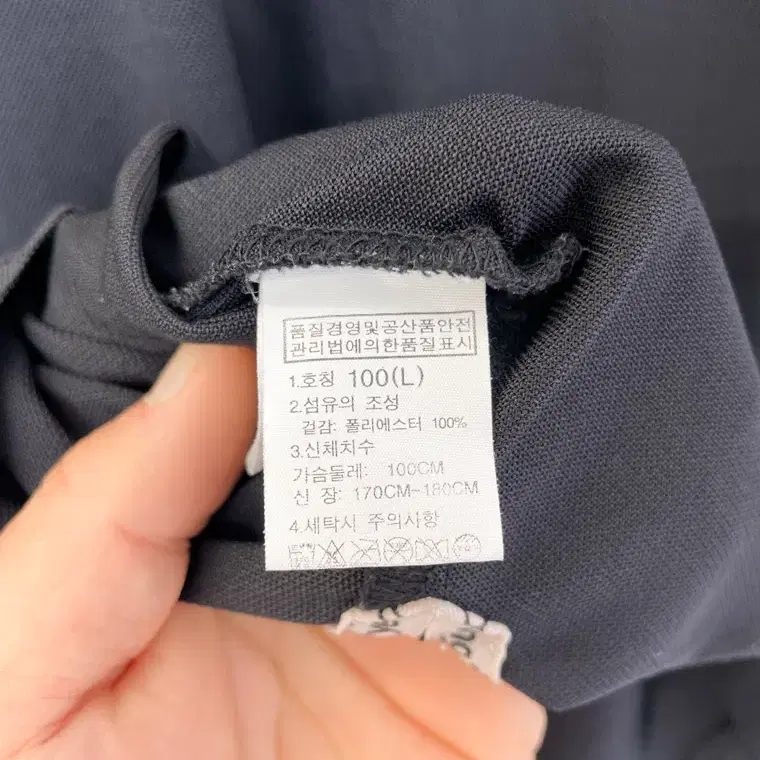 품질경영및공산품안전
관리법에의한품질표시
1.호칭 100(L)
2.섬유의 조성
겉감: 폴리에스터 100%
3.신체치수
가슴둘레: 100CM
신 장: 170CM~180CM
4.세탁시 주의사항